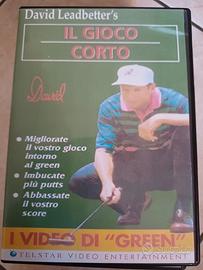 David Leadbetter's
IL GIOCO
CORTO
David
• Migliorate
il vostro gioco
intorno
al green
• Imbucate
più putts
• Abbassate
il vostro
score
I VIDEO DI "GREEN"
TELSTAR VIDEO ENTERTAINMENT